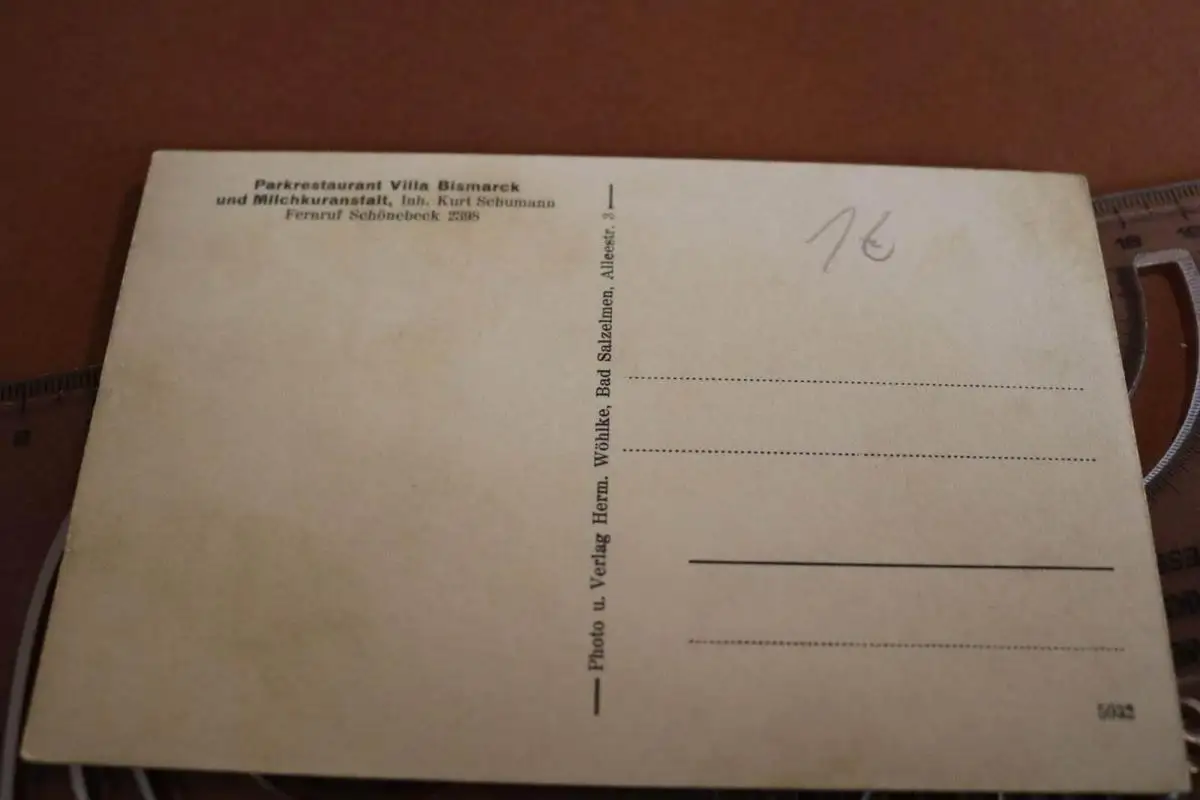 Parkrestaurant Villa Bismarck
und Milchkuranstalt, Inh. Kurt Schumann
Fernruf Schönebeck 2398
Photo u. Verlag Herm. Wöhlke, Bad Salzelmen, Alleestr. 3
1€
18